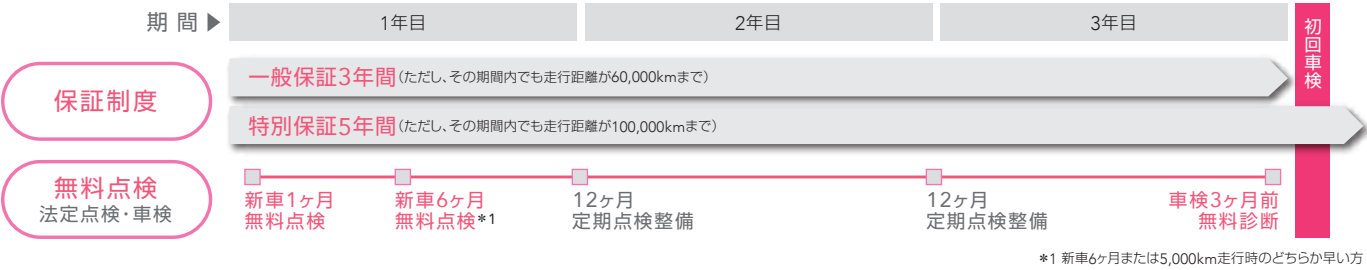 期 間▶ 1年目 2年目 3年目
初回車検
保証制度
一般保証3年間(ただし、その期間内でも走行距離が60,000kmまで)
特別保証5年間(ただし、その期間内でも走行距離が100,000kmまで)
無料点検
法定点検・車検
新車1ヶ月
無料点検
新車6ヶ月
無料点検*1
12ヶ月
定期点検整備
12ヶ月
定期点検整備
車検3ヶ月前
無料診断
*1 新車6ヶ月または5,000km走行時のどちらか早い方